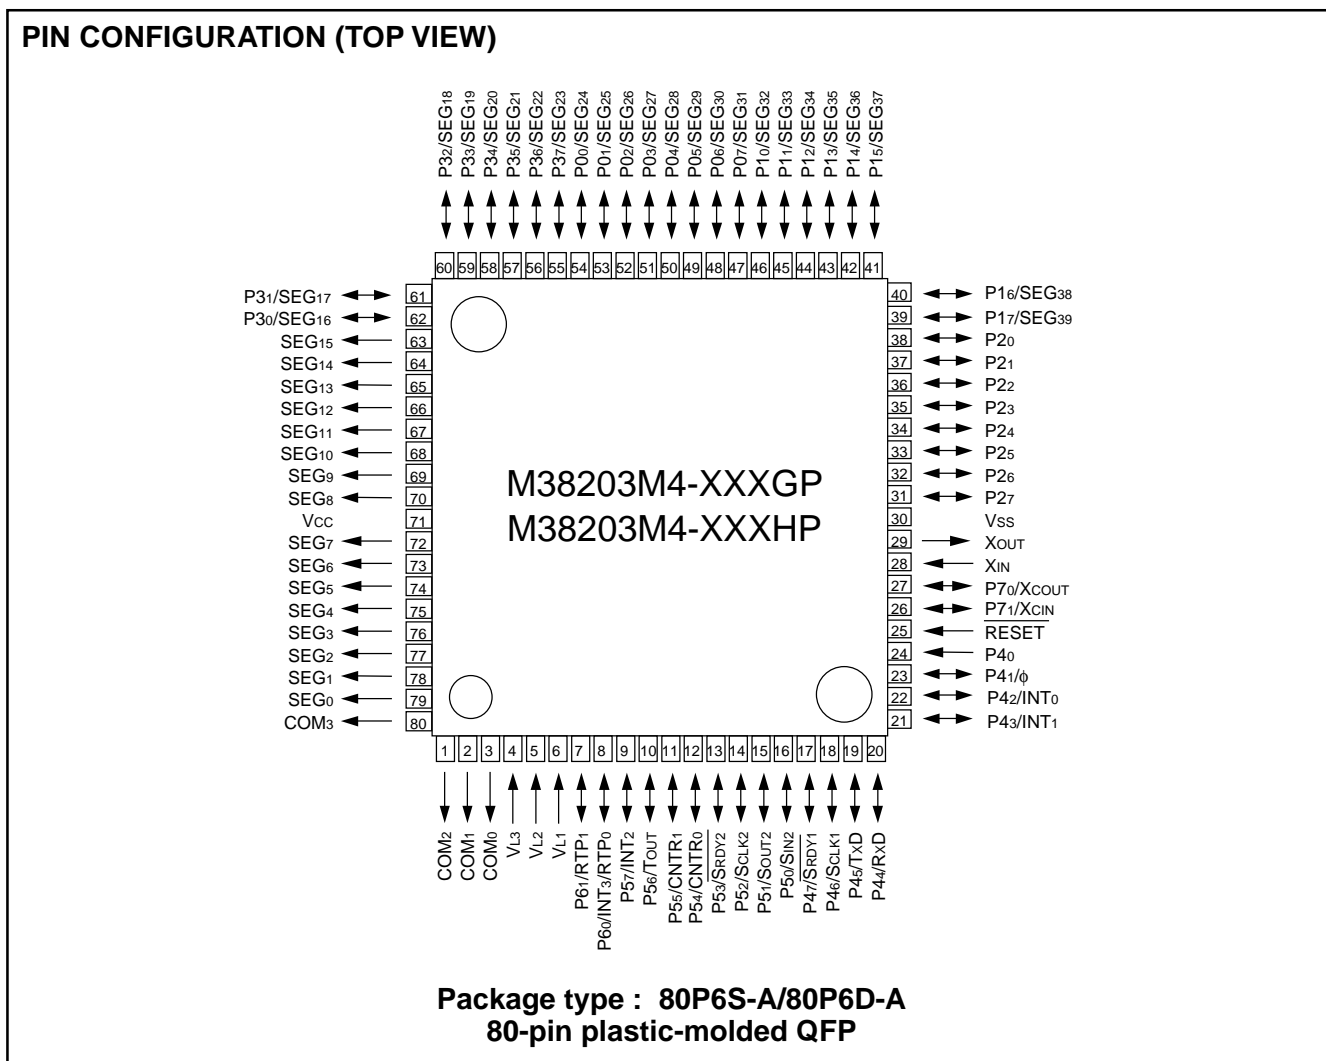 PIN CONFIGURATION (TOP VIEW)
P32/SEG18
P33/SEG19
P34/SEG20
P35/SEG21
P36/SEG22
P37/SEG23
P00/SEG24
P01/SEG25
P02/SEG26
P03/SEG27
P04/SEG28
P05/SEG29
P06/SEG30
P07/SEG31
P10/SEG32
P11/SEG33
P12/SEG34
P13/SEG35
P14/SEG36
P15/SEG37
60 59 58 57 56 55 54 53 52 51 50 49 48 47 46 45 44 43 42 41
P31/SEG17 61
P30/SEG16 62
SEG15 63
SEG14 64
SEG13 65
SEG12 66
SEG11 67
SEG10 68
SEG9 69
SEG8 70
VCC 71
SEG7 72
SEG6 73
SEG5 74
SEG4 75
SEG3 76
SEG2 77
SEG1 78
SEG0 79
COM3 80
M38203M4-XXXGP
M38203M4-XXXHP
40 P16/SEG38
39 P17/SEG39
38 P20
37 P21
36 P22
35 P23
34 P24
33 P25
32 P26
31 P27
30 VSS
29 XOUT
28 XIN
27 P70/XCOUT
26 P71/XCIN
25 RESET
24 P40
23 P41/ϕ
22 P42/INT0
21 P43/INT1
1 2 3 4 5 6 7 8 9 10 11 12 13 14 15 16 17 18 19 20
COM2
COM1
COM0
VL3
VL2
VL1
P61/RTP1
P60/INT3/RTP0
P57/INT2
P56/TOUT
P55/CNTR1
P54/CNTR0
P53/SRDY2
P52/SCLK2
P51/SOUT2
P50/SIN2
P47/SRDY1
P46/SCLK1
P45/TXD
P44/RXD
Package type : 80P6S-A/80P6D-A
80-pin plastic-molded QFP